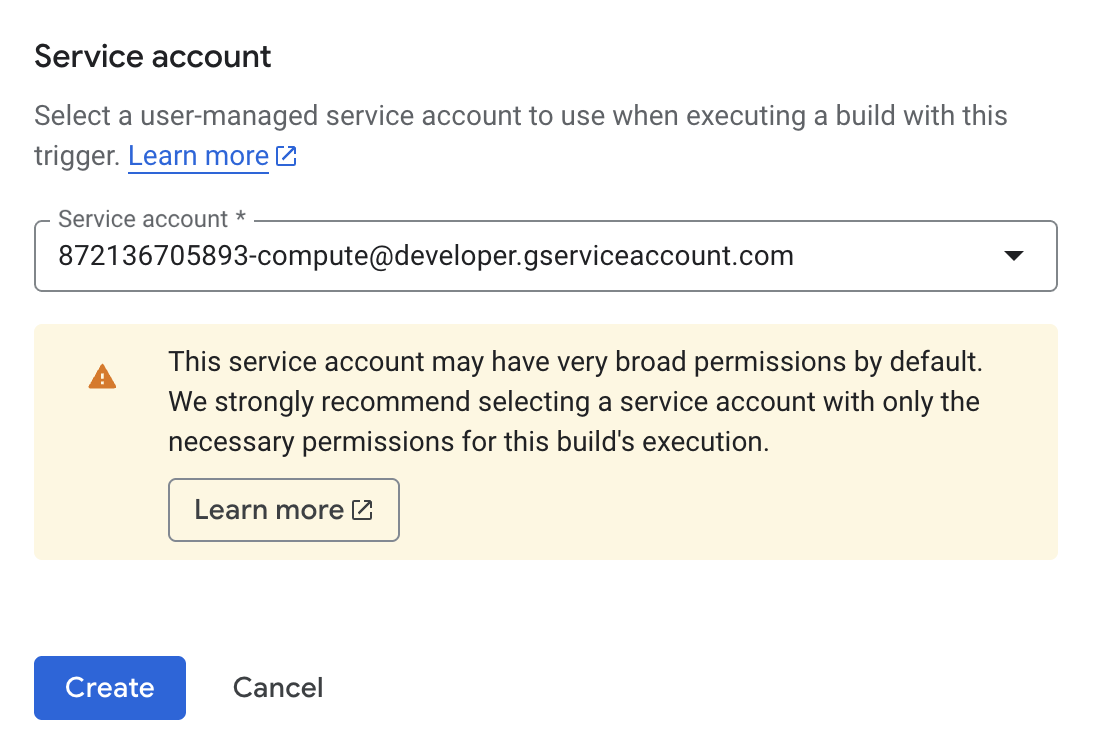 Service account
Select a user-managed service account to use when executing a build with this
trigger. Learn more
Service account *
872136705893-compute@developer.gserviceaccount.com
This service account may have very broad permissions by default.
We strongly recommend selecting a service account with only the
necessary permissions for this build's execution.
Learn more
Create Cancel